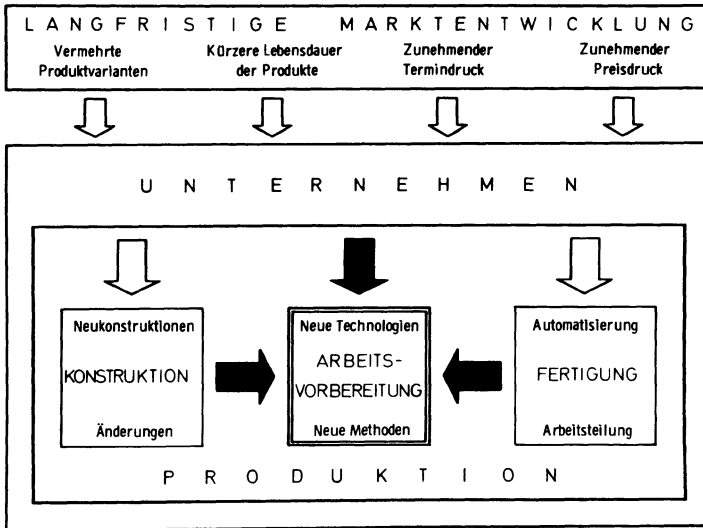 LANGFRISTIGE MARKTENTWICKLUNG
Vermehrte
Produktvarianten
Kürzere Lebensdauer
der Produkte
Zunehmender
Termindruck
Zunehmender
Preisdruck
UNTERNEHMEN
Neukonstruktionen
KONSTRUKTION
Änderungen
Neue Technologien
ARBEITS-
VORBEREITUNG
Neue Methoden
Automatisierung
FERTIGUNG
Arbeitsteilung
PRODUKTION